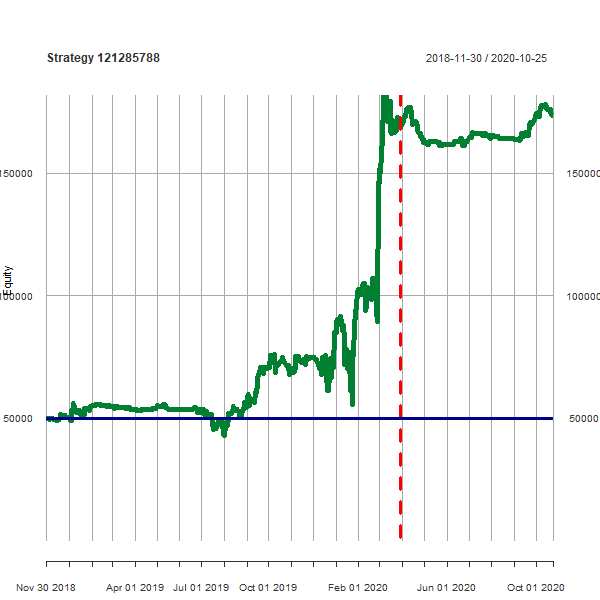 Strategy 121285788
2018-11-30 / 2020-10-25
150000
150000
Equity
100000
100000
50000
50000
Nov 30 2018
Apr 01 2019
Jul 01 2019
Oct 01 2019
Feb 01 2020
Jun 01 2020
Oct 01 2020